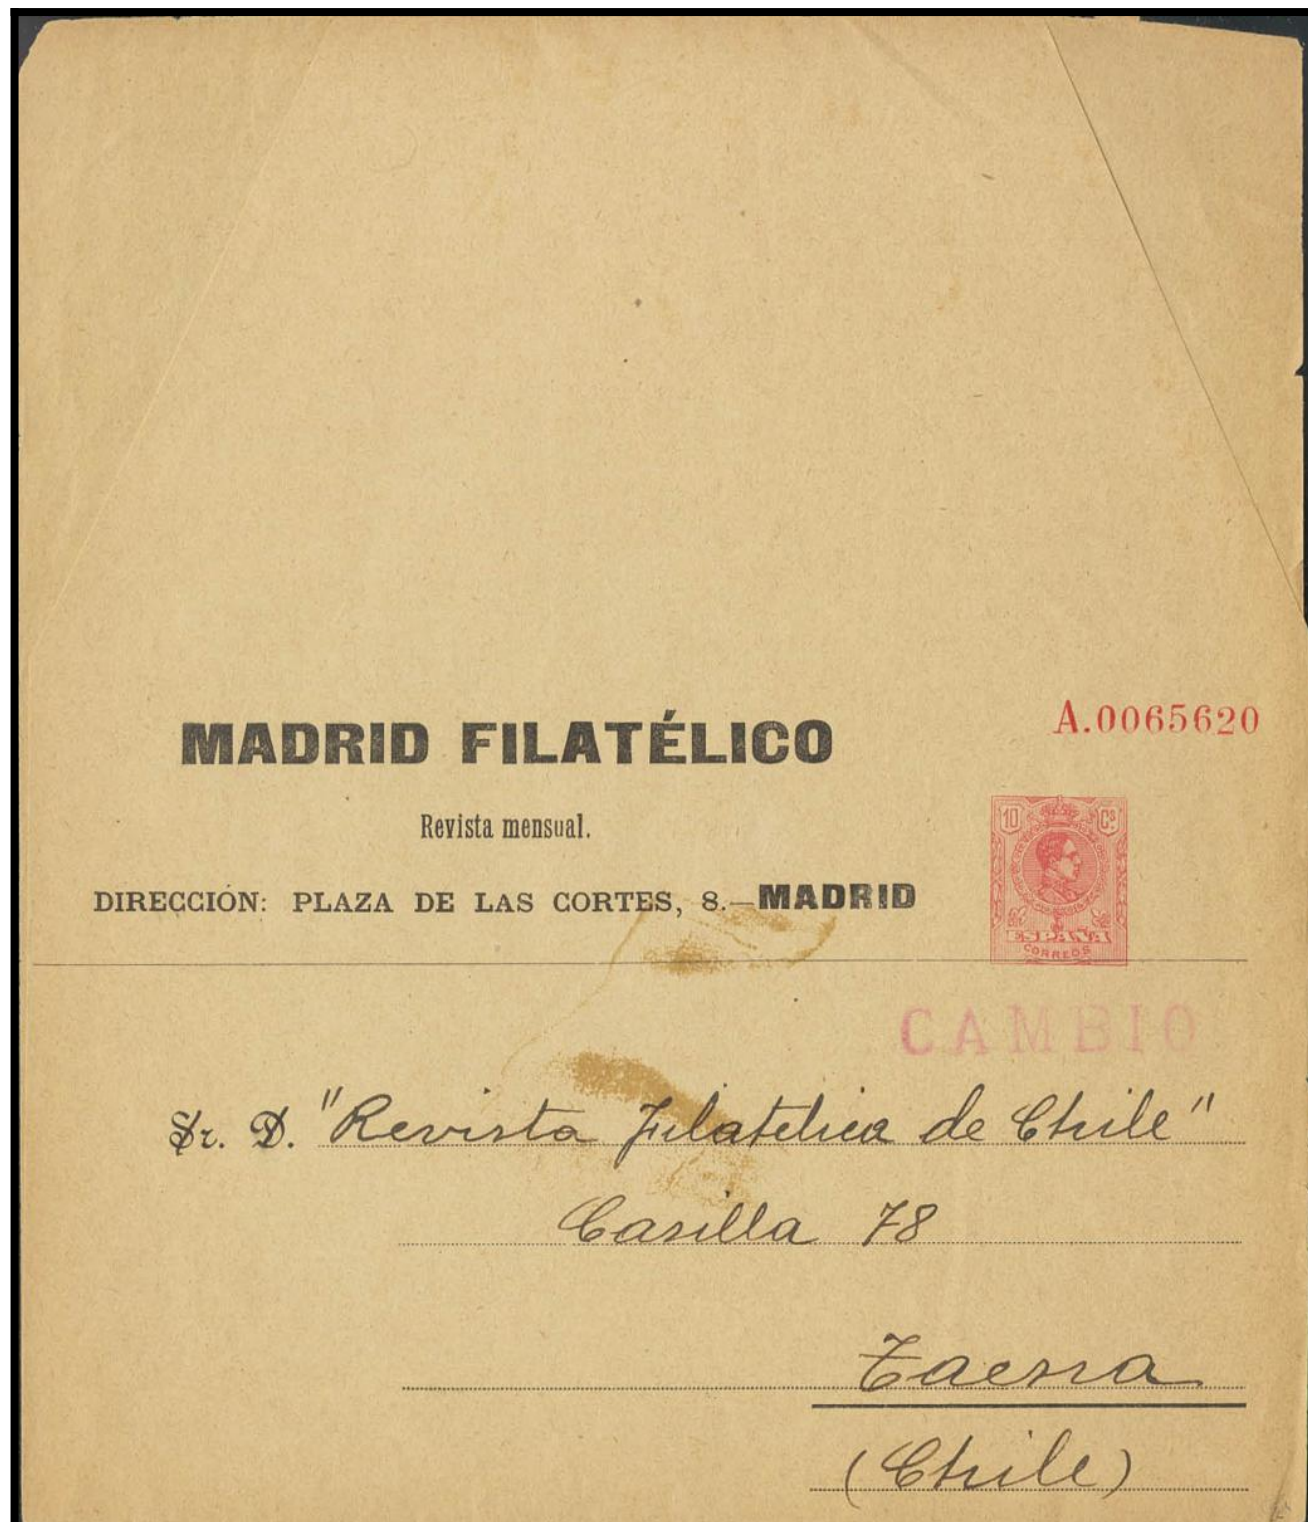 MADRID FILATÉLICO
A.0065620
Revista mensual.
10 Cs
DIRECCIÓN: PLAZA DE LAS CORTES, 8.—MADRID
ESPAÑA
CORREOS
CAMBIO
Sr. D. "Revista Filatelica de Chile"
Casilla 78
Tacna
(Chile)